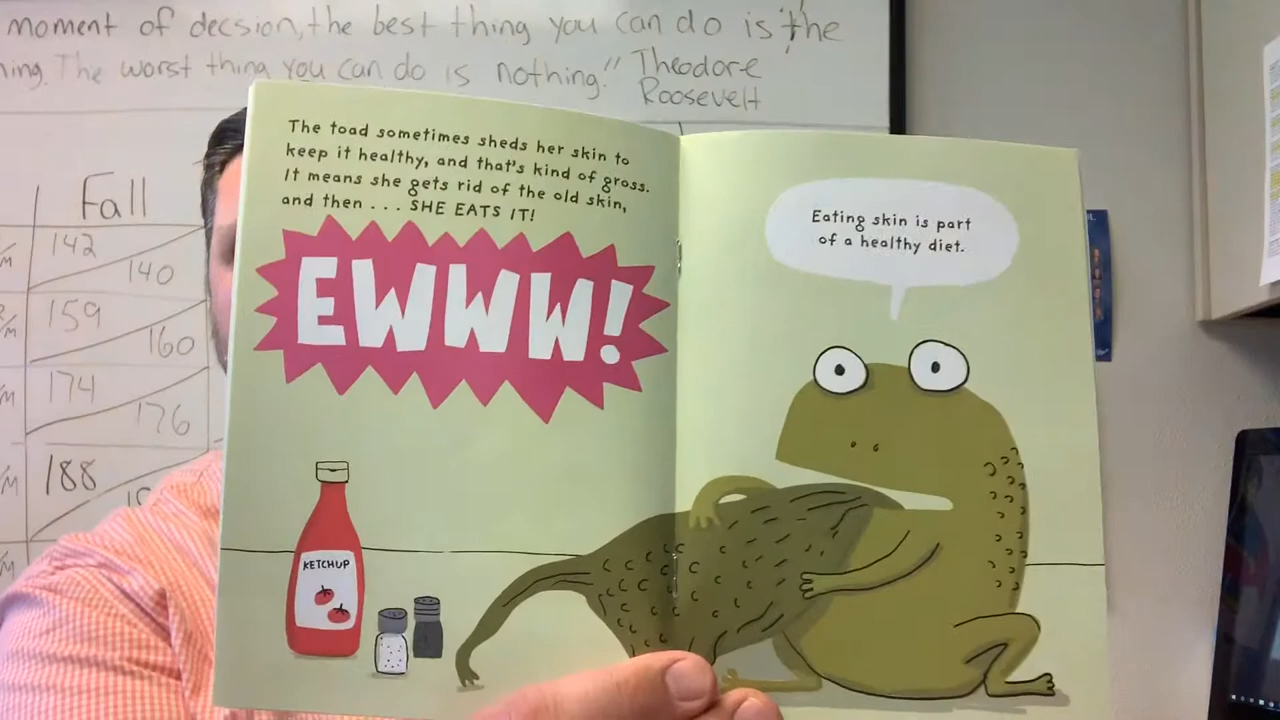 moment of decsion, the best thing you can do is the
The worst thing you can do is nothing." Theodore
Roosevelt
Fall
142
140
159
160
174
176
188
The toad sometimes sheds her skin to
keep it healthy, and that's kind of gross.
It means she gets rid of the old skin,
and then . . . SHE EATS IT!
EWWW!
KETCHUP
Eating skin is part
of a healthy diet.